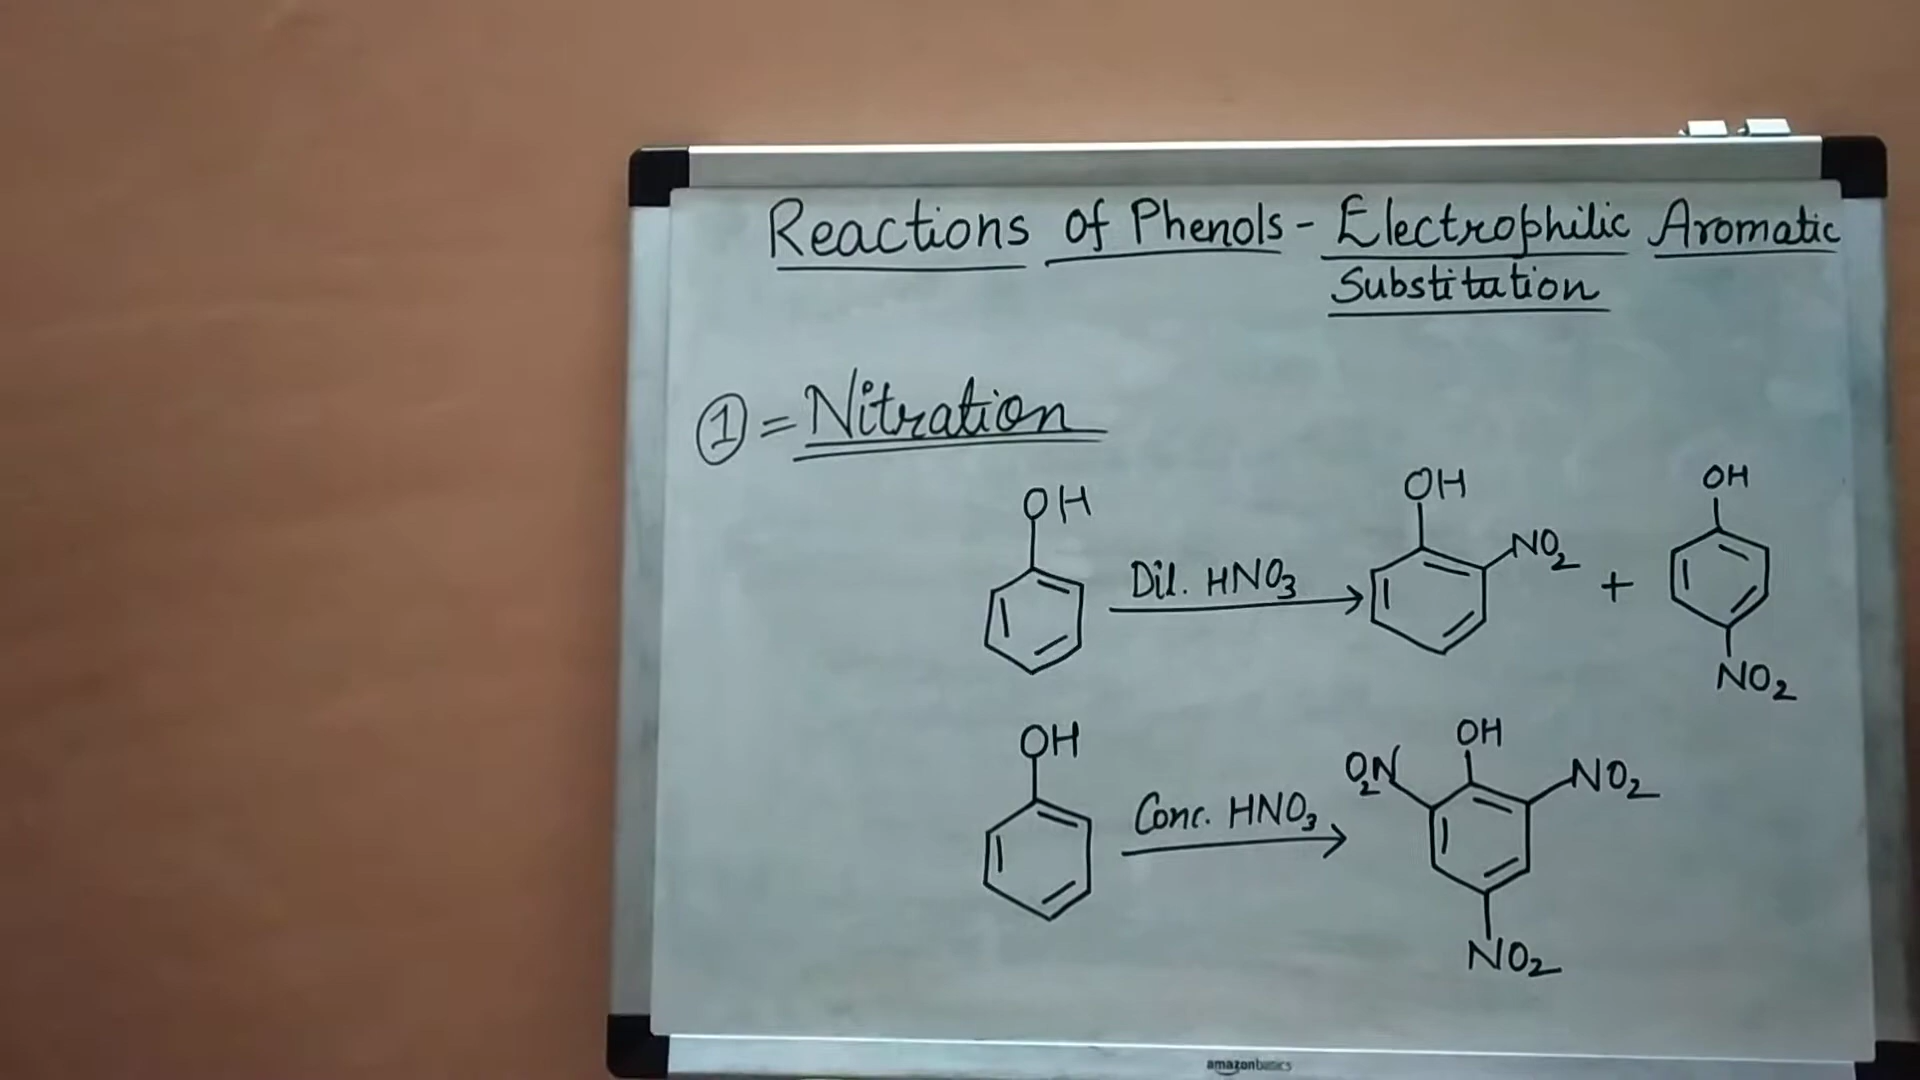 Reactions of Phenols - Electrophilic Aromatic
Substitution
① = Nitration
OH
Dil. HNO₃
OH
NO₂
+
OH
NO₂
OH
Conc. HNO₃
OH
O₂N
NO₂
NO₂
amazonbasics